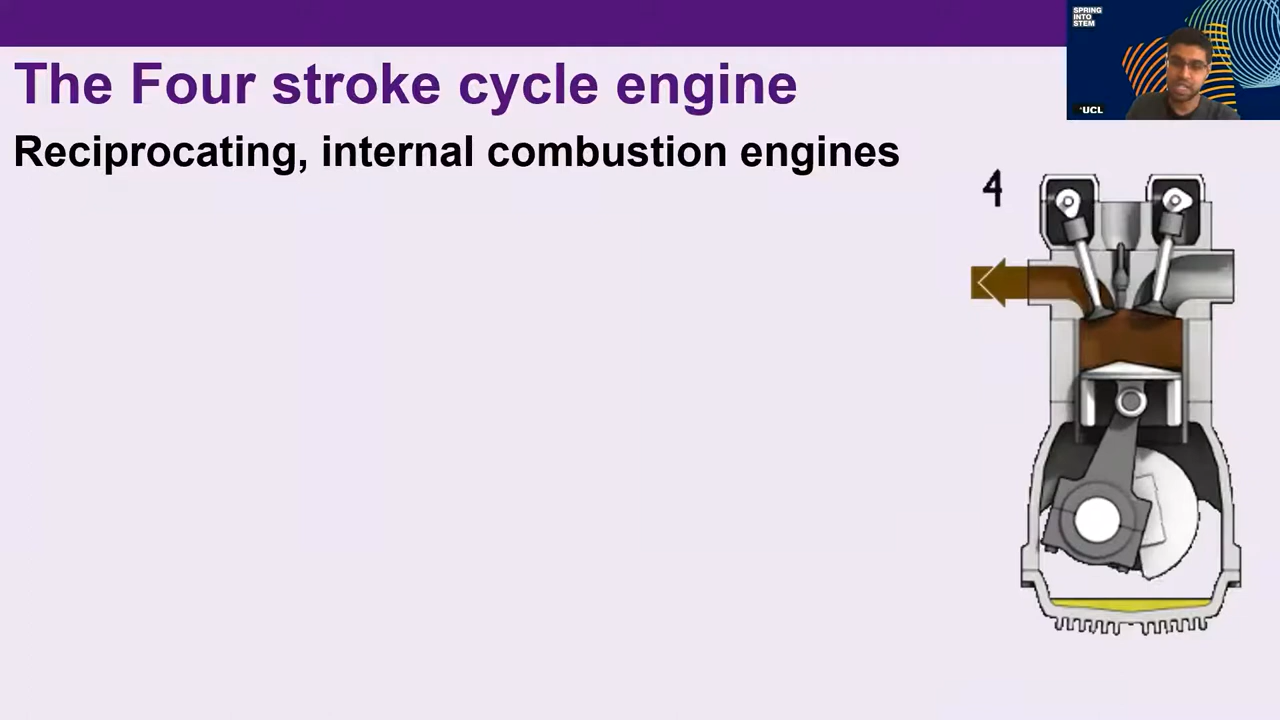 The Four stroke cycle engine
Reciprocating, internal combustion engines
4
SPRING
INTO
STEM
UCL